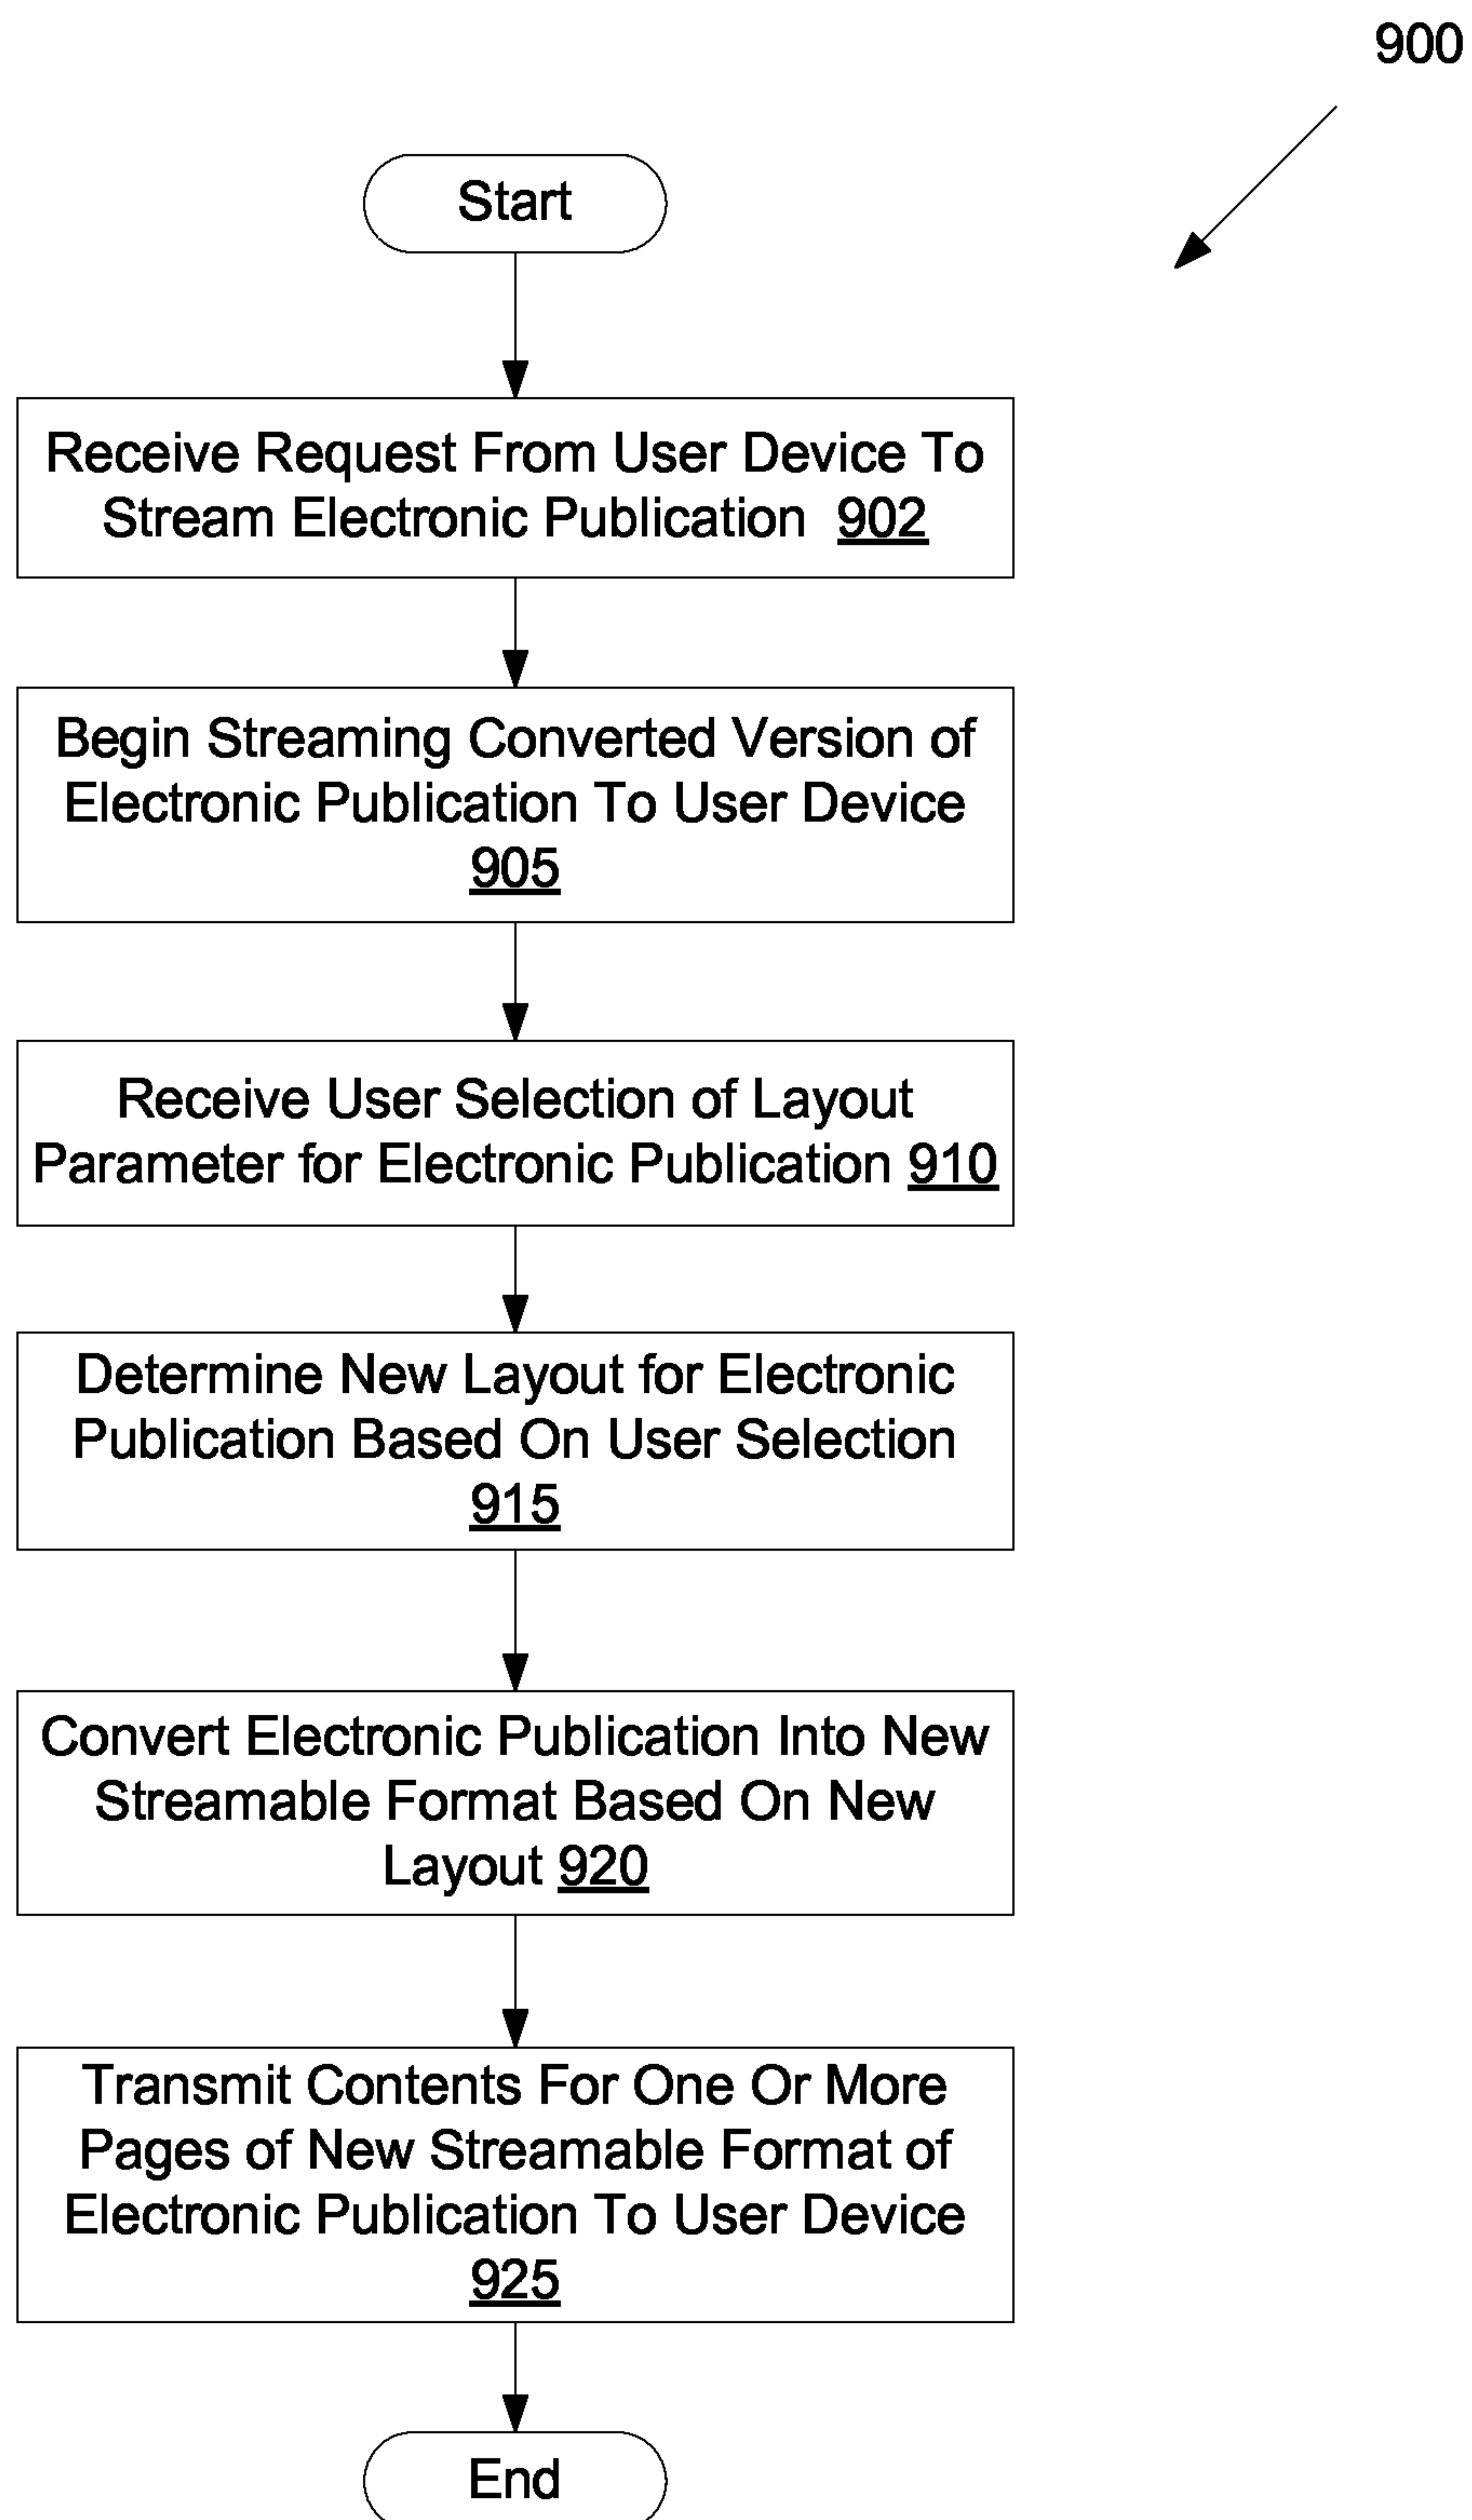 900
Start
Receive Request From User Device To
Stream Electronic Publication 902
Begin Streaming Converted Version of
Electronic Publication To User Device
905
Receive User Selection of Layout
Parameter for Electronic Publication 910
Determine New Layout for Electronic
Publication Based On User Selection
915
Convert Electronic Publication Into New
Streamable Format Based On New
Layout 920
Transmit Contents For One Or More
Pages of New Streamable Format of
Electronic Publication To User Device
925
End